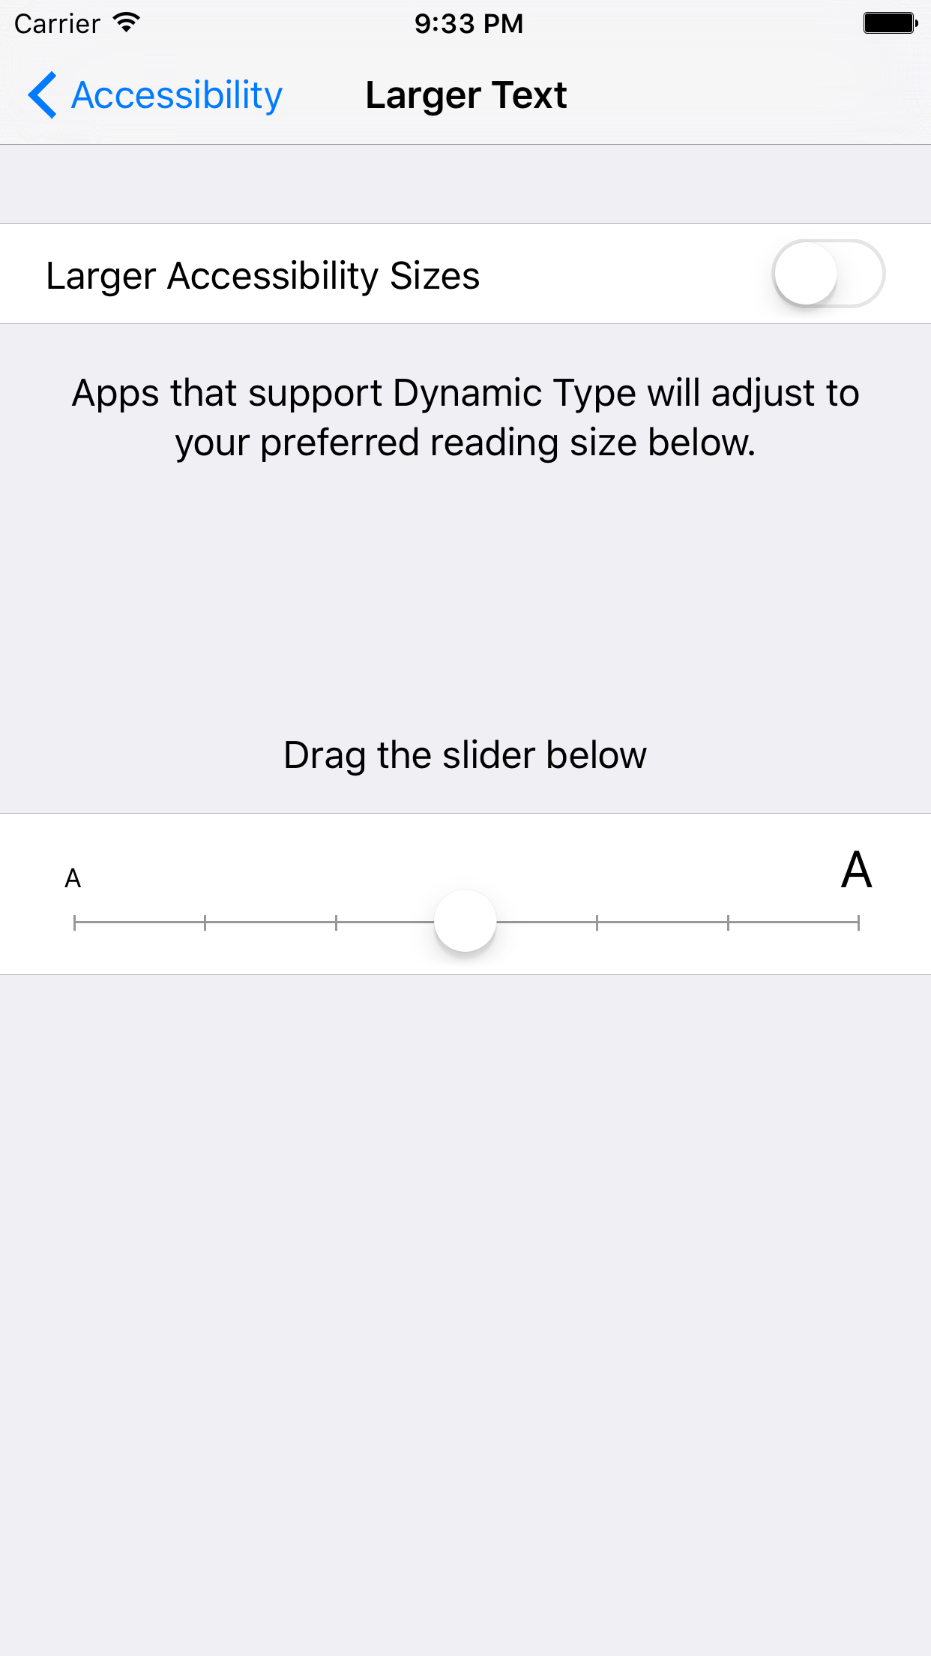 Carrier 9:33 PM
Accessibility Larger Text
Larger Accessibility Sizes
Apps that support Dynamic Type will adjust to
your preferred reading size below.
Drag the slider below
A A